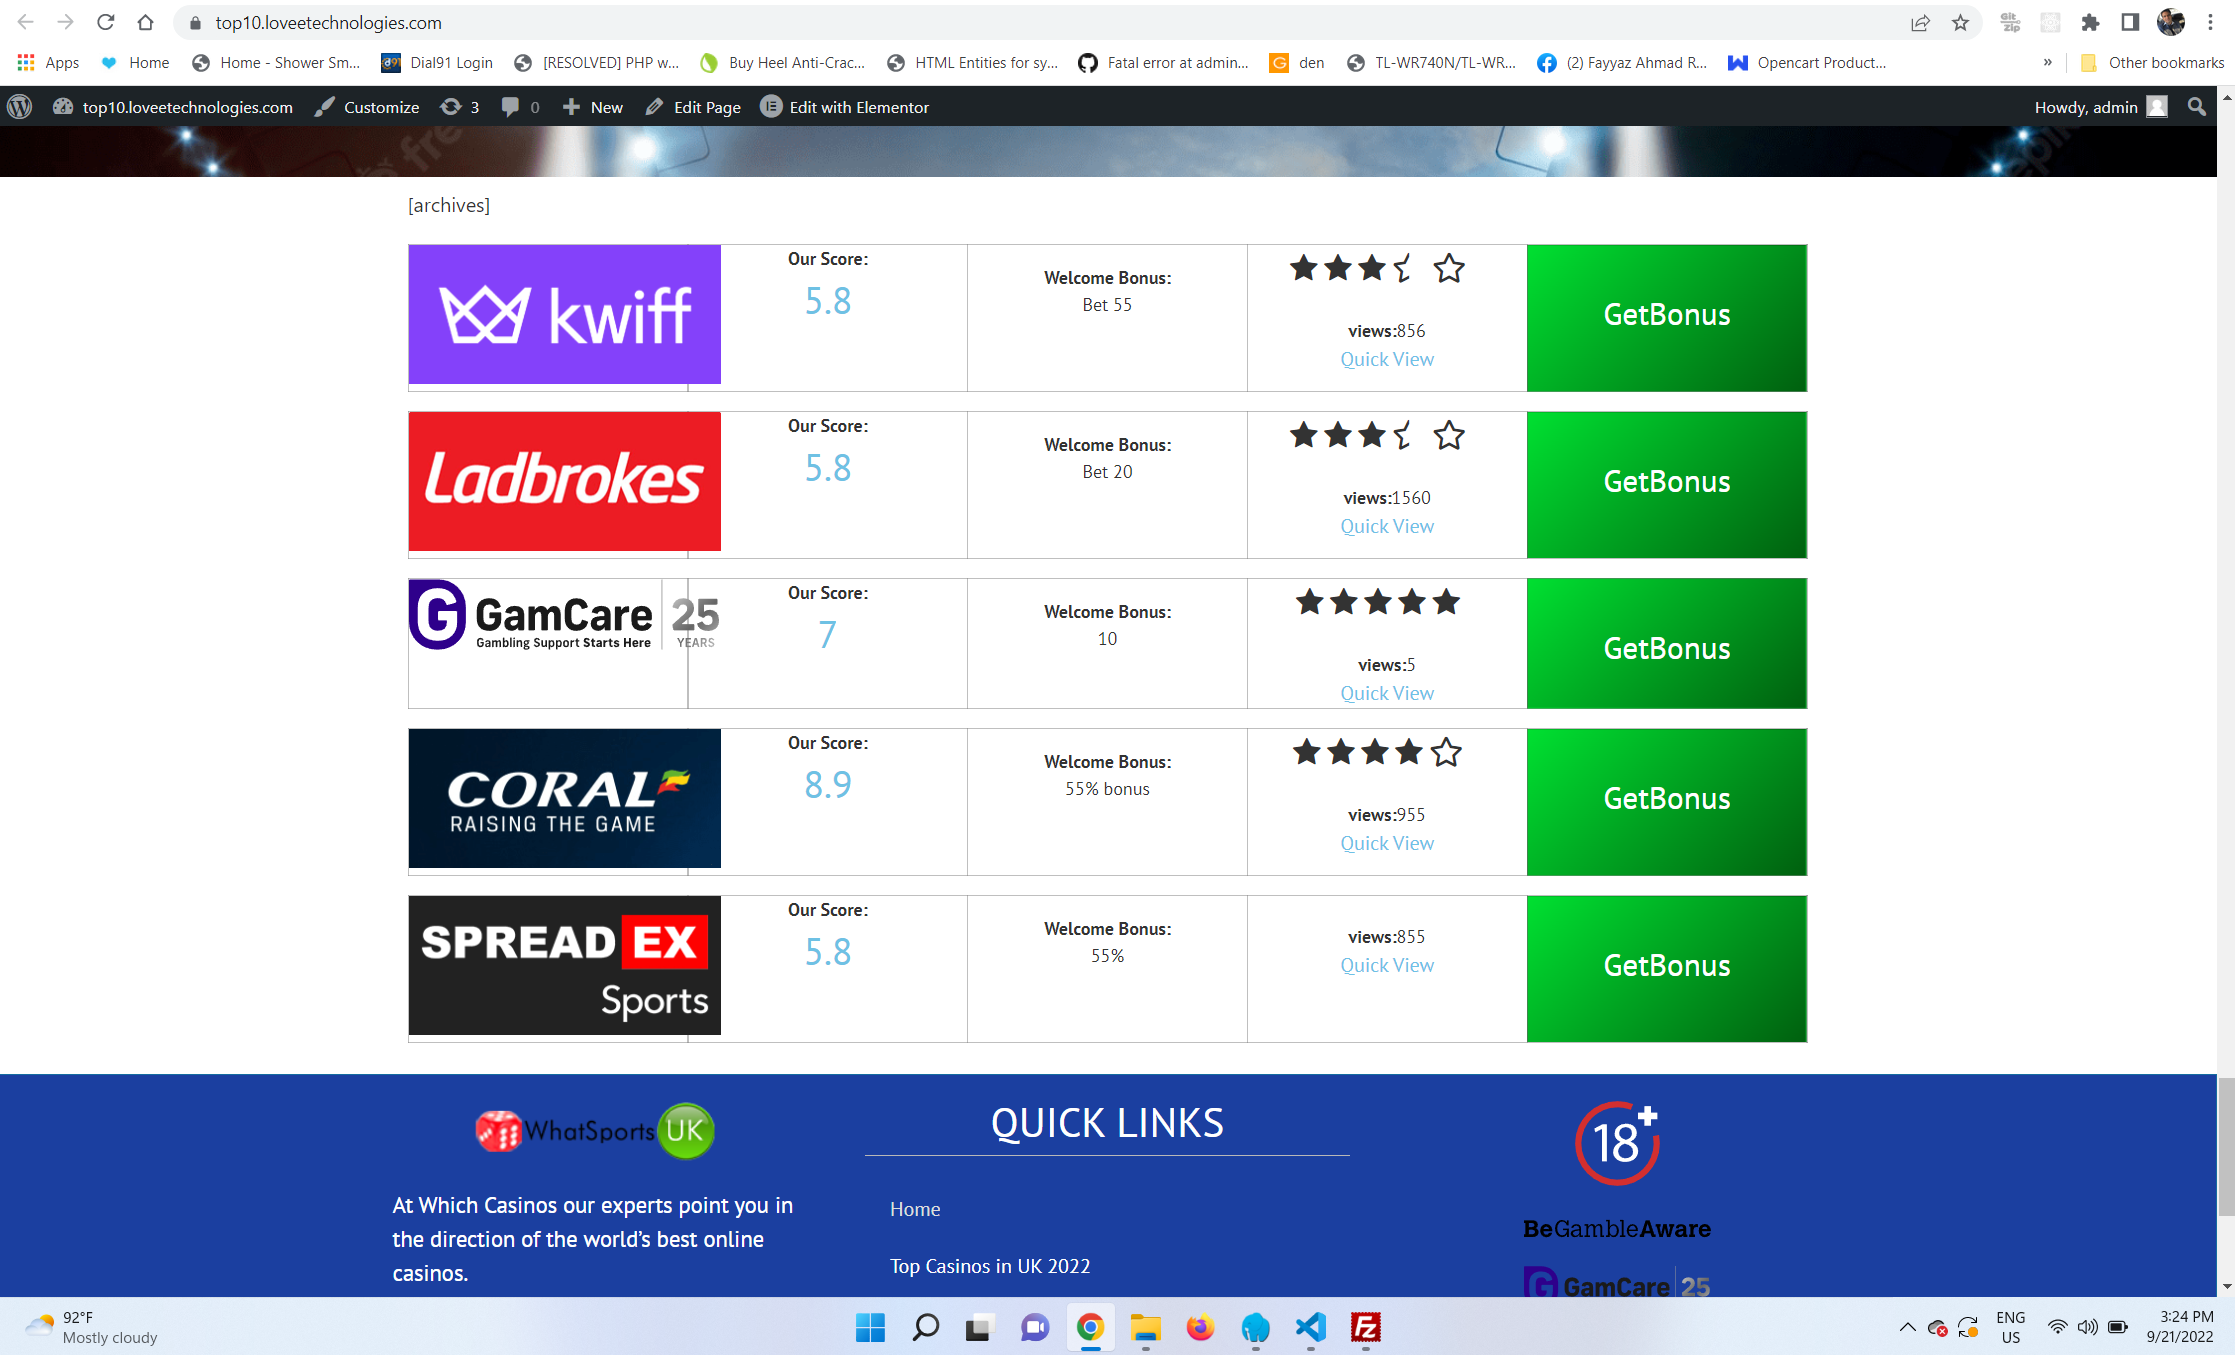 top10.loveetechnologies.com
Git Zip
Apps Home Home - Shower Sm... d91 Dial91 Login [RESOLVED] PHP w... Buy Heel Anti-Crac... HTML Entities for sy... Fatal error at admin... G den TL-WR740N/TL-WR... (2) Fayyaz Ahmad R... Opencart Product... » Other bookmarks
top10.loveetechnologies.com Customize 3 0 New Edit Page Edit with Elementor Howdy, admin
[archives]
kwiff
Our Score:
5.8
Welcome Bonus:
Bet 55
views:856
Quick View
GetBonus
Ladbrokes
Our Score:
5.8
Welcome Bonus:
Bet 20
views:1560
Quick View
GetBonus
G GamCare 25
Gambling Support Starts Here YEARS
Our Score:
7
Welcome Bonus:
10
views:5
Quick View
GetBonus
CORAL
RAISING THE GAME
Our Score:
8.9
Welcome Bonus:
55% bonus
views:955
Quick View
GetBonus
SPREAD EX
Sports
Our Score:
5.8
Welcome Bonus:
55%
views:855
Quick View
GetBonus
WhatSports UK
At Which Casinos our experts point you in
the direction of the world's best online
casinos.
QUICK LINKS
Home
Top Casinos in UK 2022
18+
BeGambleAware
G GamCare 25
92°F
Mostly cloudy
Fz
ENG
US
3:24 PM
9/21/2022